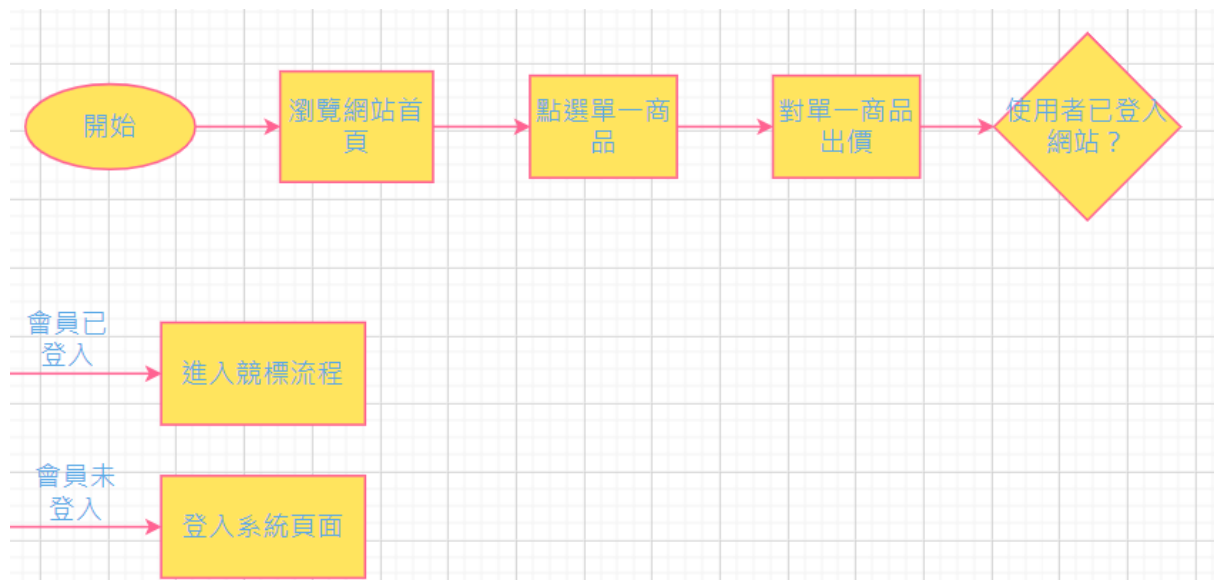 開始
瀏覽網站首
頁
點選單一商
品
對單一商品
出價
使用者已登入
網站？
會員已
登入
進入競標流程
會員未
登入
登入系統頁面